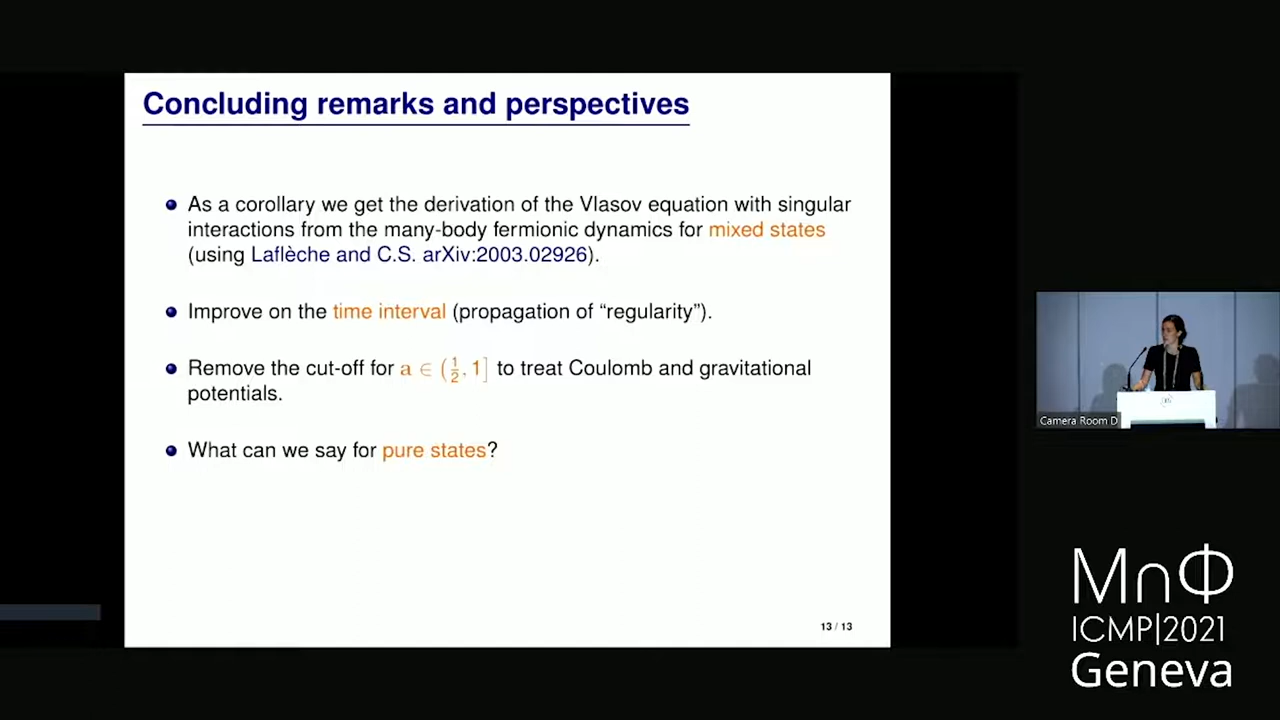 Concluding remarks and perspectives
As a corollary we get the derivation of the Vlasov equation with singular
interactions from the many-body fermionic dynamics for mixed states
(using Laflèche and C.S. arXiv:2003.02926).
Improve on the time interval (propagation of “regularity”).
Remove the cut-off for a ∈ (1/2, 1] to treat Coulomb and gravitational
potentials.
What can we say for pure states?
13 / 13
Camera Room D
M∩Φ
ICMP|2021
Geneva